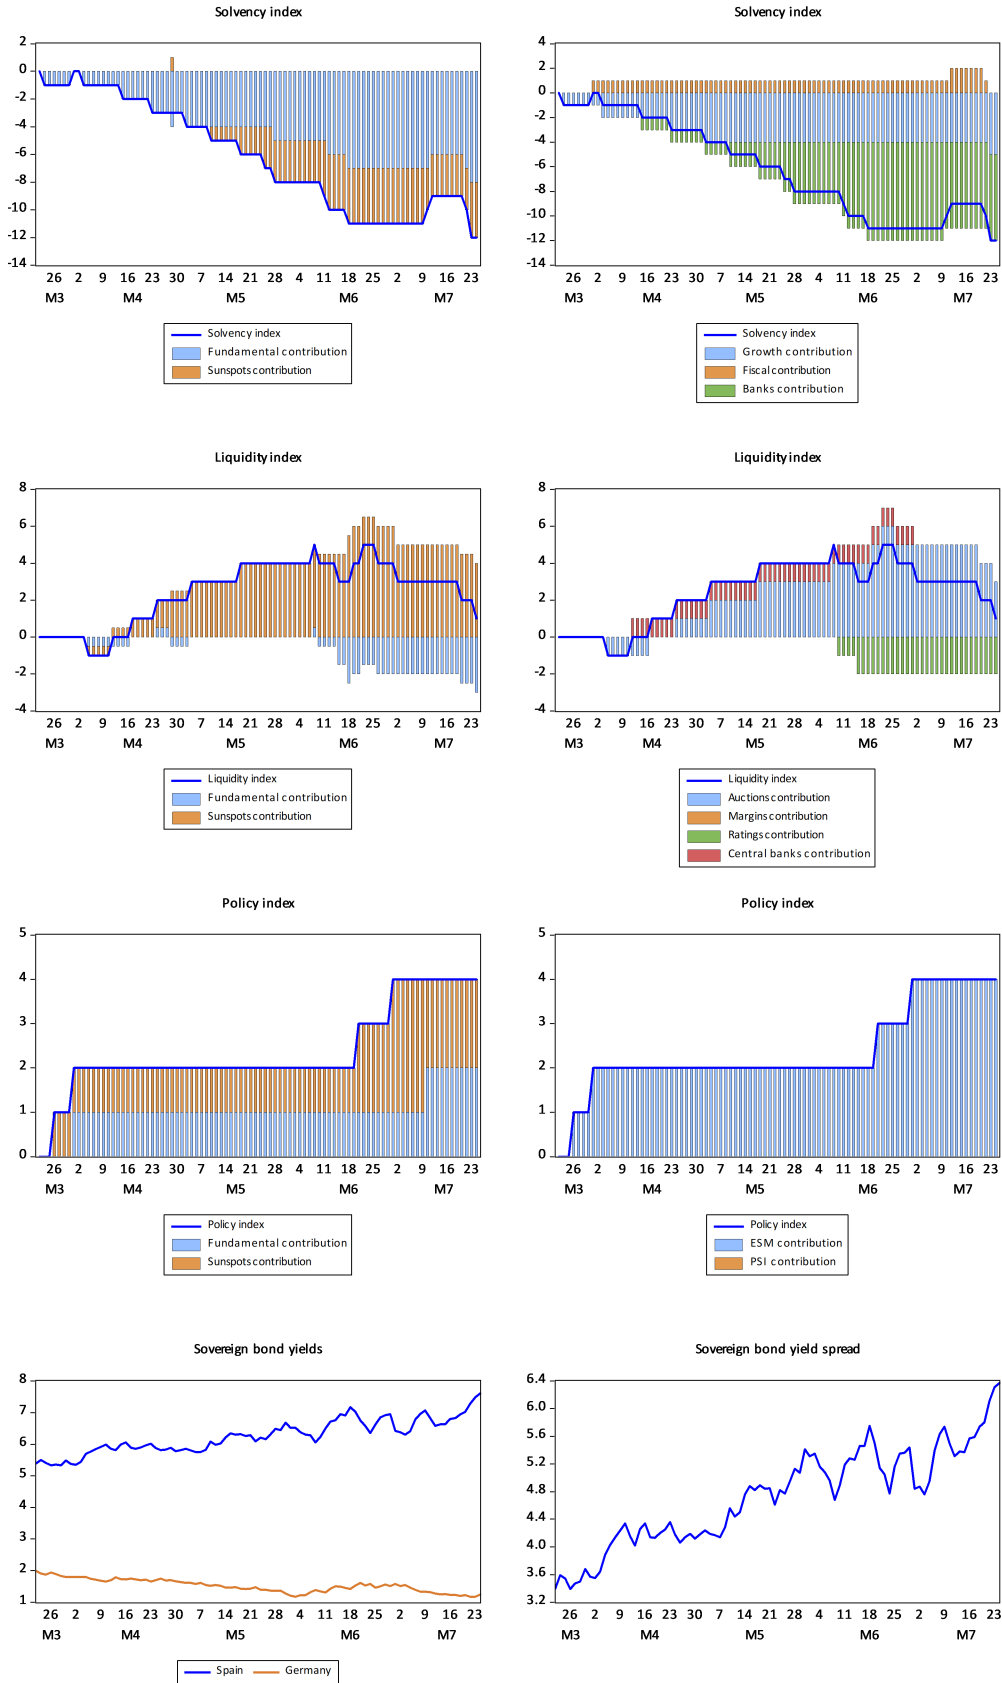 Solvency index
Solvency index
2
0
-2
-4
-6
-8
-10
-12
-14
26 2 9 16 23 30 7 14 21 28 4 11 18 25 2 9 16 23
M3 M4 M5 M6 M7
Solvency index
Fundamental contribution
Sunspots contribution
4
2
0
-2
-4
-6
-8
-10
-12
-14
26 2 9 16 23 30 7 14 21 28 4 11 18 25 2 9 16 23
M3 M4 M5 M6 M7
Solvency index
Growth contribution
Fiscal contribution
Banks contribution
Liquidity index
Liquidity index
8
6
4
2
0
-2
-4
26 2 9 16 23 30 7 14 21 28 4 11 18 25 2 9 16 23
M3 M4 M5 M6 M7
Liquidity index
Fundamental contribution
Sunspots contribution
8
6
4
2
0
-2
-4
26 2 9 16 23 30 7 14 21 28 4 11 18 25 2 9 16 23
M3 M4 M5 M6 M7
Liquidity index
Auctions contribution
Margins contribution
Ratings contribution
Central banks contribution
Policy index
Policy index
5
4
3
2
1
0
26 2 9 16 23 30 7 14 21 28 4 11 18 25 2 9 16 23
M3 M4 M5 M6 M7
Policy index
Fundamental contribution
Sunspots contribution
5
4
3
2
1
0
26 2 9 16 23 30 7 14 21 28 4 11 18 25 2 9 16 23
M3 M4 M5 M6 M7
Policy index
ESM contribution
PSI contribution
Sovereign bond yields
Sovereign bond yield spread
8
7
6
5
4
3
2
1
26 2 9 16 23 30 7 14 21 28 4 11 18 25 2 9 16 23
M3 M4 M5 M6 M7
Spain Germany
6.4
6.0
5.6
5.2
4.8
4.4
4.0
3.6
3.2
26 2 9 16 23 30 7 14 21 28 4 11 18 25 2 9 16 23
M3 M4 M5 M6 M7